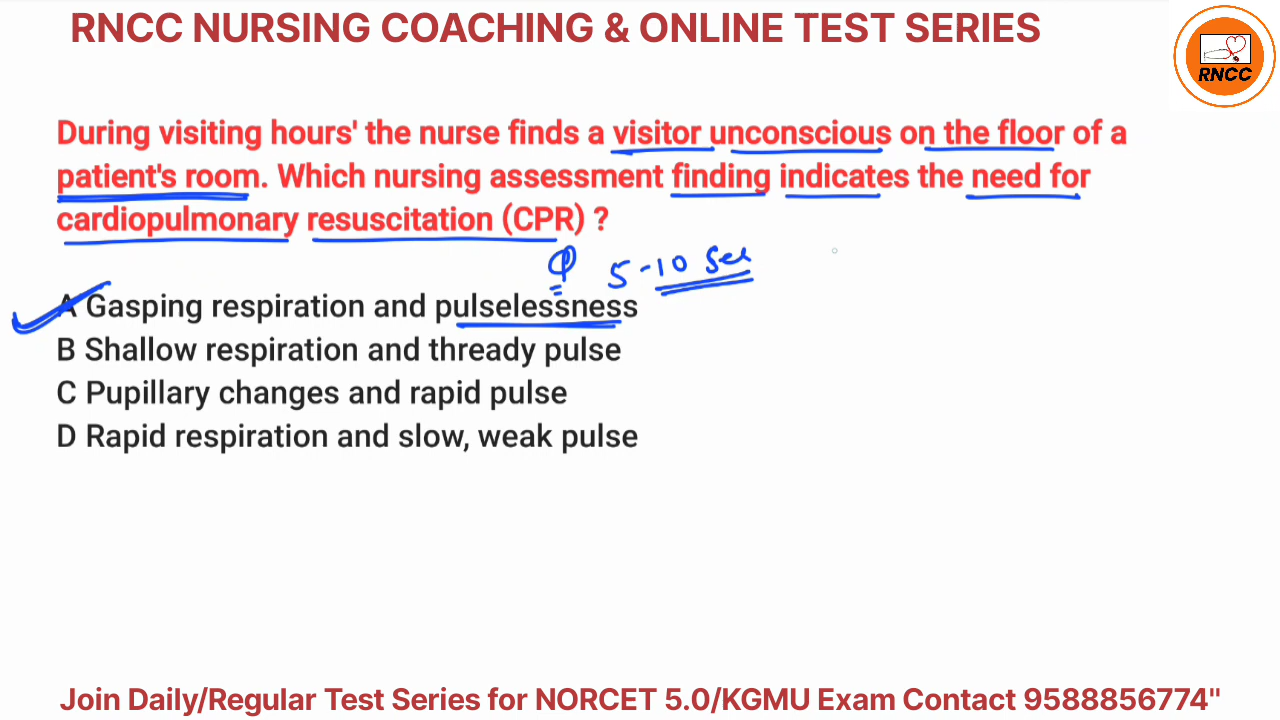 RNCC NURSING COACHING & ONLINE TEST SERIES
RNCC
During visiting hours' the nurse finds a visitor unconscious on the floor of a
patient's room. Which nursing assessment finding indicates the need for
cardiopulmonary resuscitation (CPR) ?
5-10 Sec
A Gasping respiration and pulselessness
B Shallow respiration and thready pulse
C Pupillary changes and rapid pulse
D Rapid respiration and slow, weak pulse
Join Daily/Regular Test Series for NORCET 5.0/KGMU Exam Contact 9588856774"